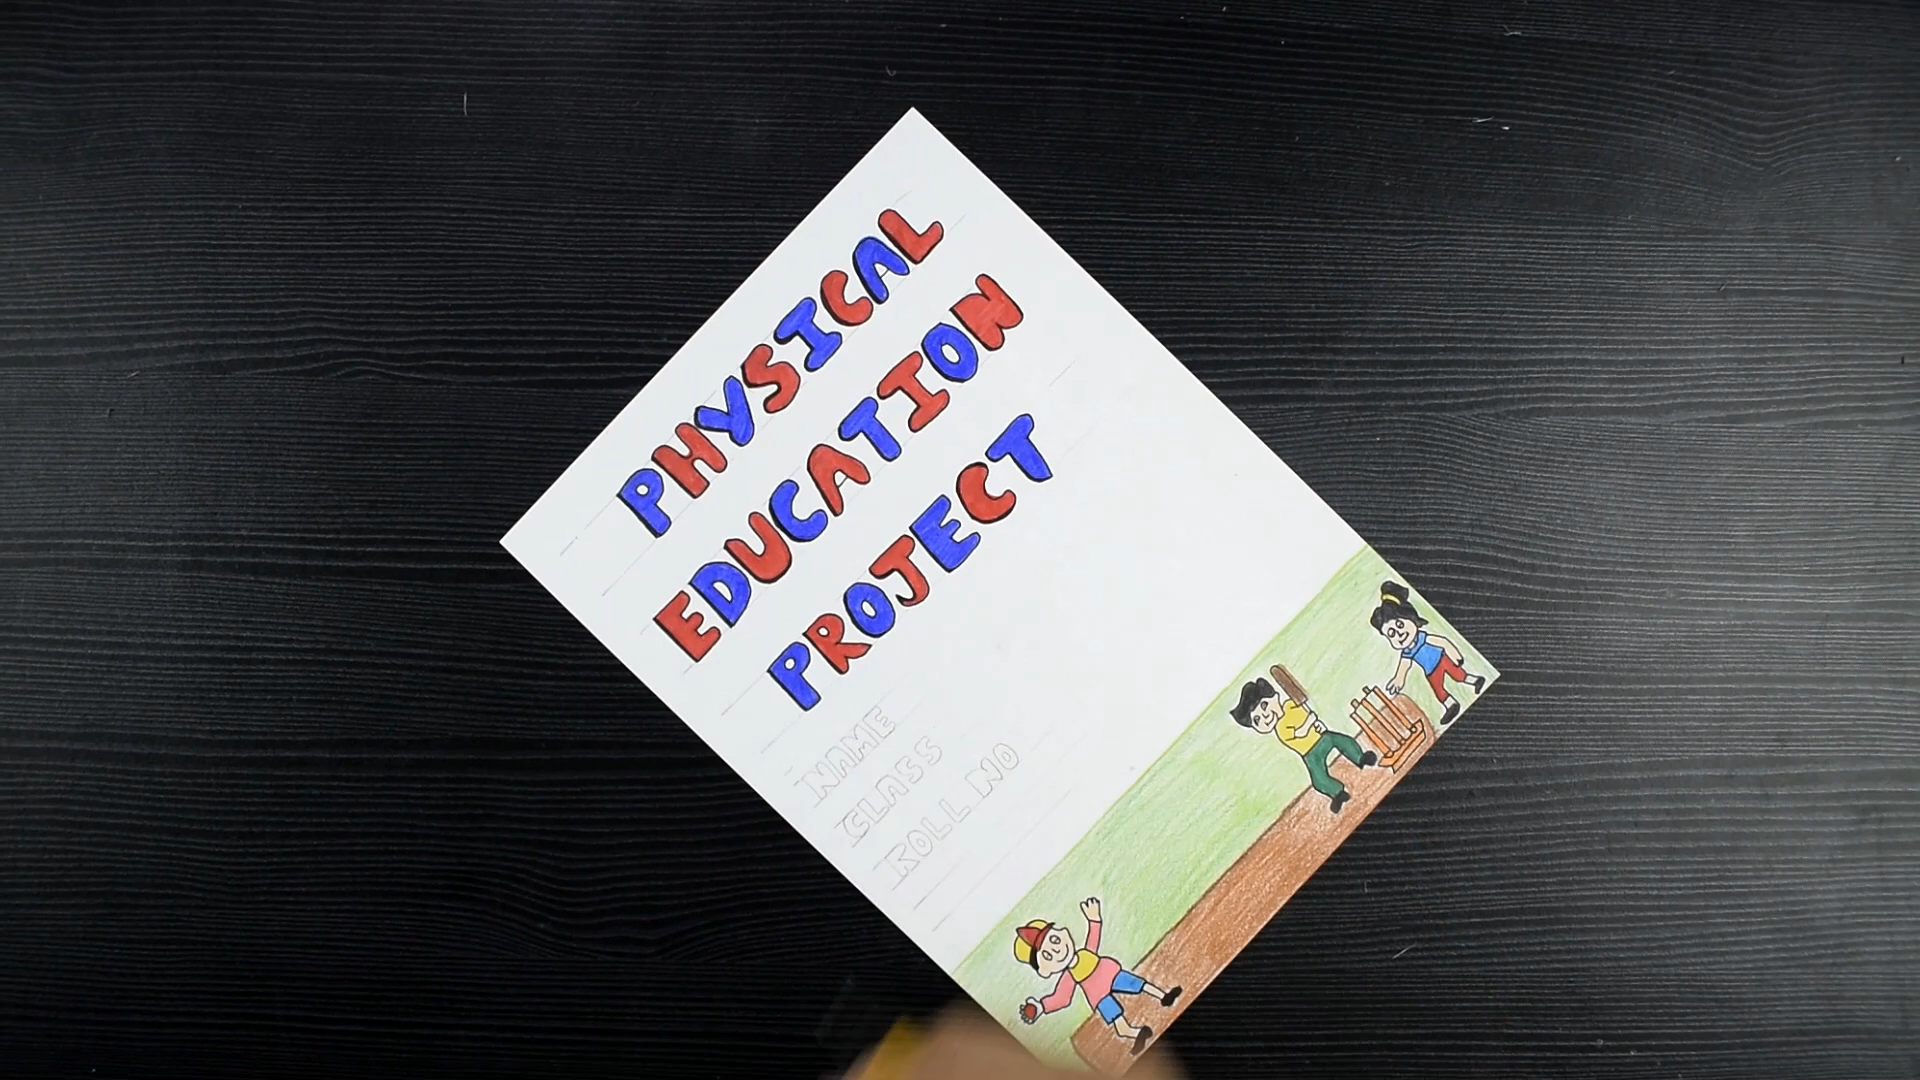 PHYSICAL
EDUCATION
PROJECT
NAME
CLASS
ROLL NO